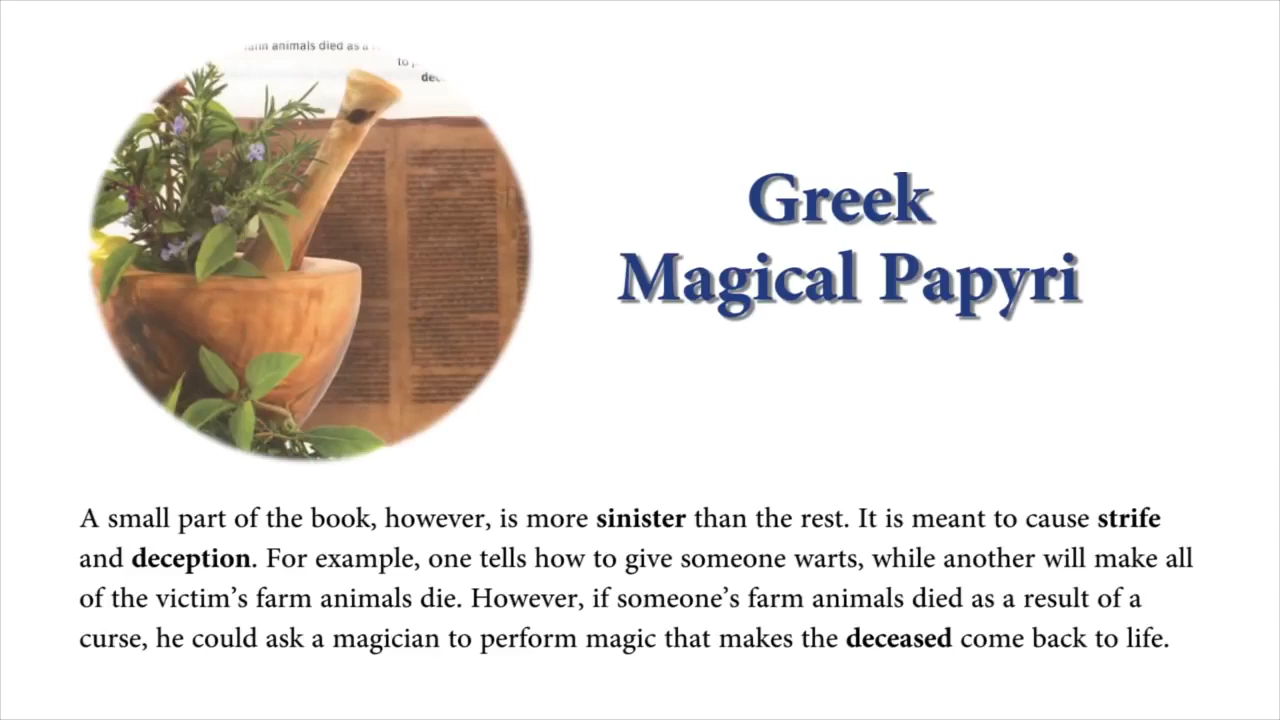 farm animals died as a
Greek
Magical Papyri
A small part of the book, however, is more sinister than the rest. It is meant to cause strife
and deception. For example, one tells how to give someone warts, while another will make all
of the victim's farm animals die. However, if someone's farm animals died as a result of a
curse, he could ask a magician to perform magic that makes the deceased come back to life.